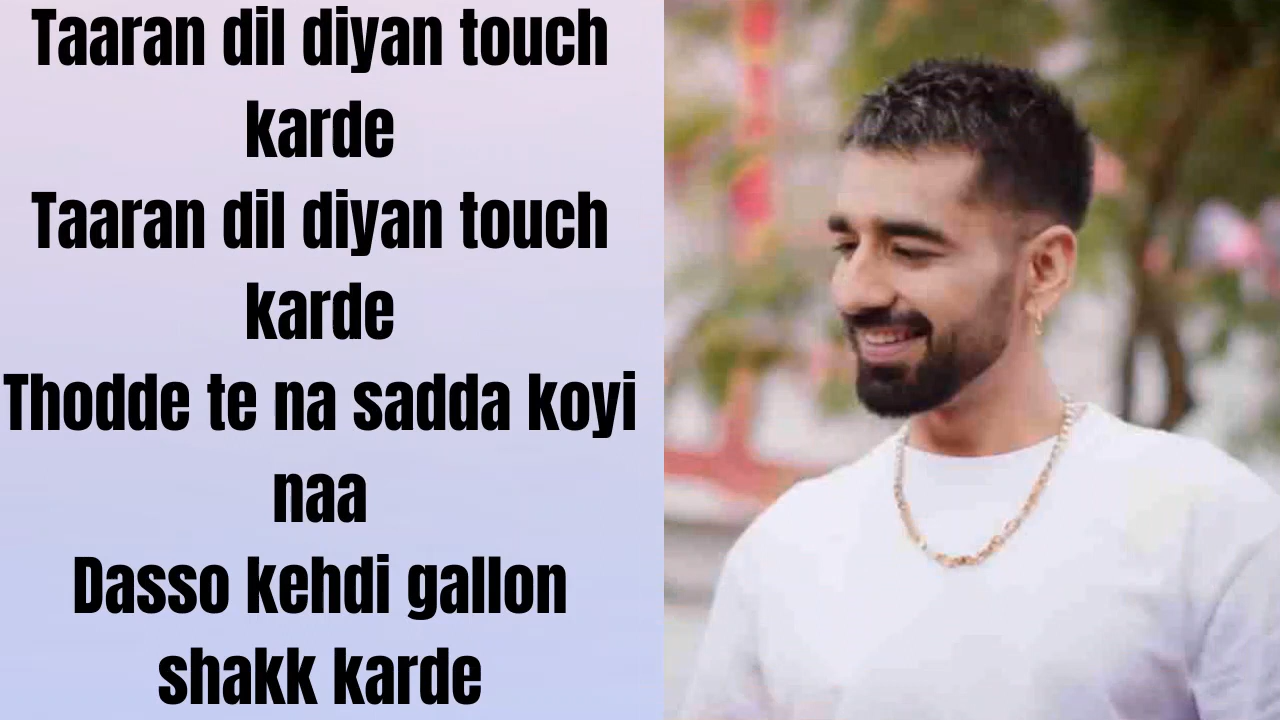 Taaran dil diyan touch
karde
Taaran dil diyan touch
karde
Thodde te na sadda koyi
naa
Dasso kehdi gallon
shakk karde